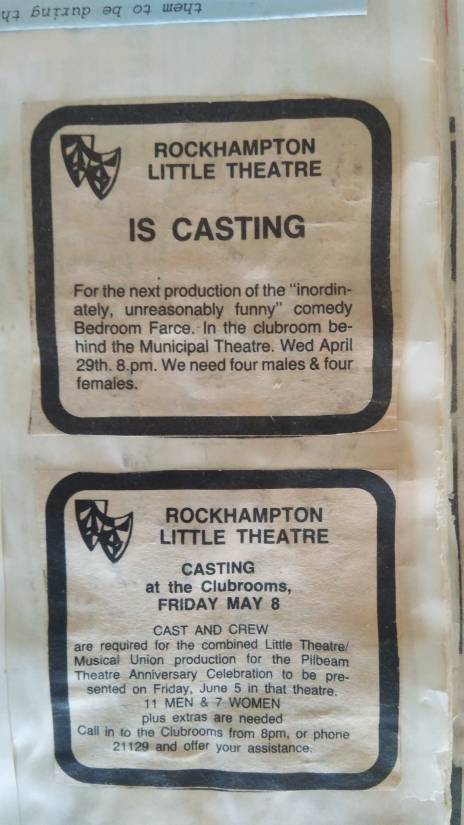 them to be during th
ROCKHAMPTON
LITTLE THEATRE
IS CASTING
For the next production of the "inordin-
ately, unreasonably funny" comedy
Bedroom Farce. In the clubroom be-
hind the Municipal Theatre. Wed April
29th. 8.pm. We need four males & four
females.
ROCKHAMPTON
LITTLE THEATRE
CASTING
at the Clubrooms,
FRIDAY MAY 8
CAST AND CREW
are required for the combined Little Theatre/
Musical Union production for the Pilbeam
Theatre Anniversary Celebration to be pre-
sented on Friday, June 5 in that theatre.
11 MEN & 7 WOMEN
plus extras are needed
Call in to the Clubrooms from 8pm, or phone
21129 and offer your assistance.